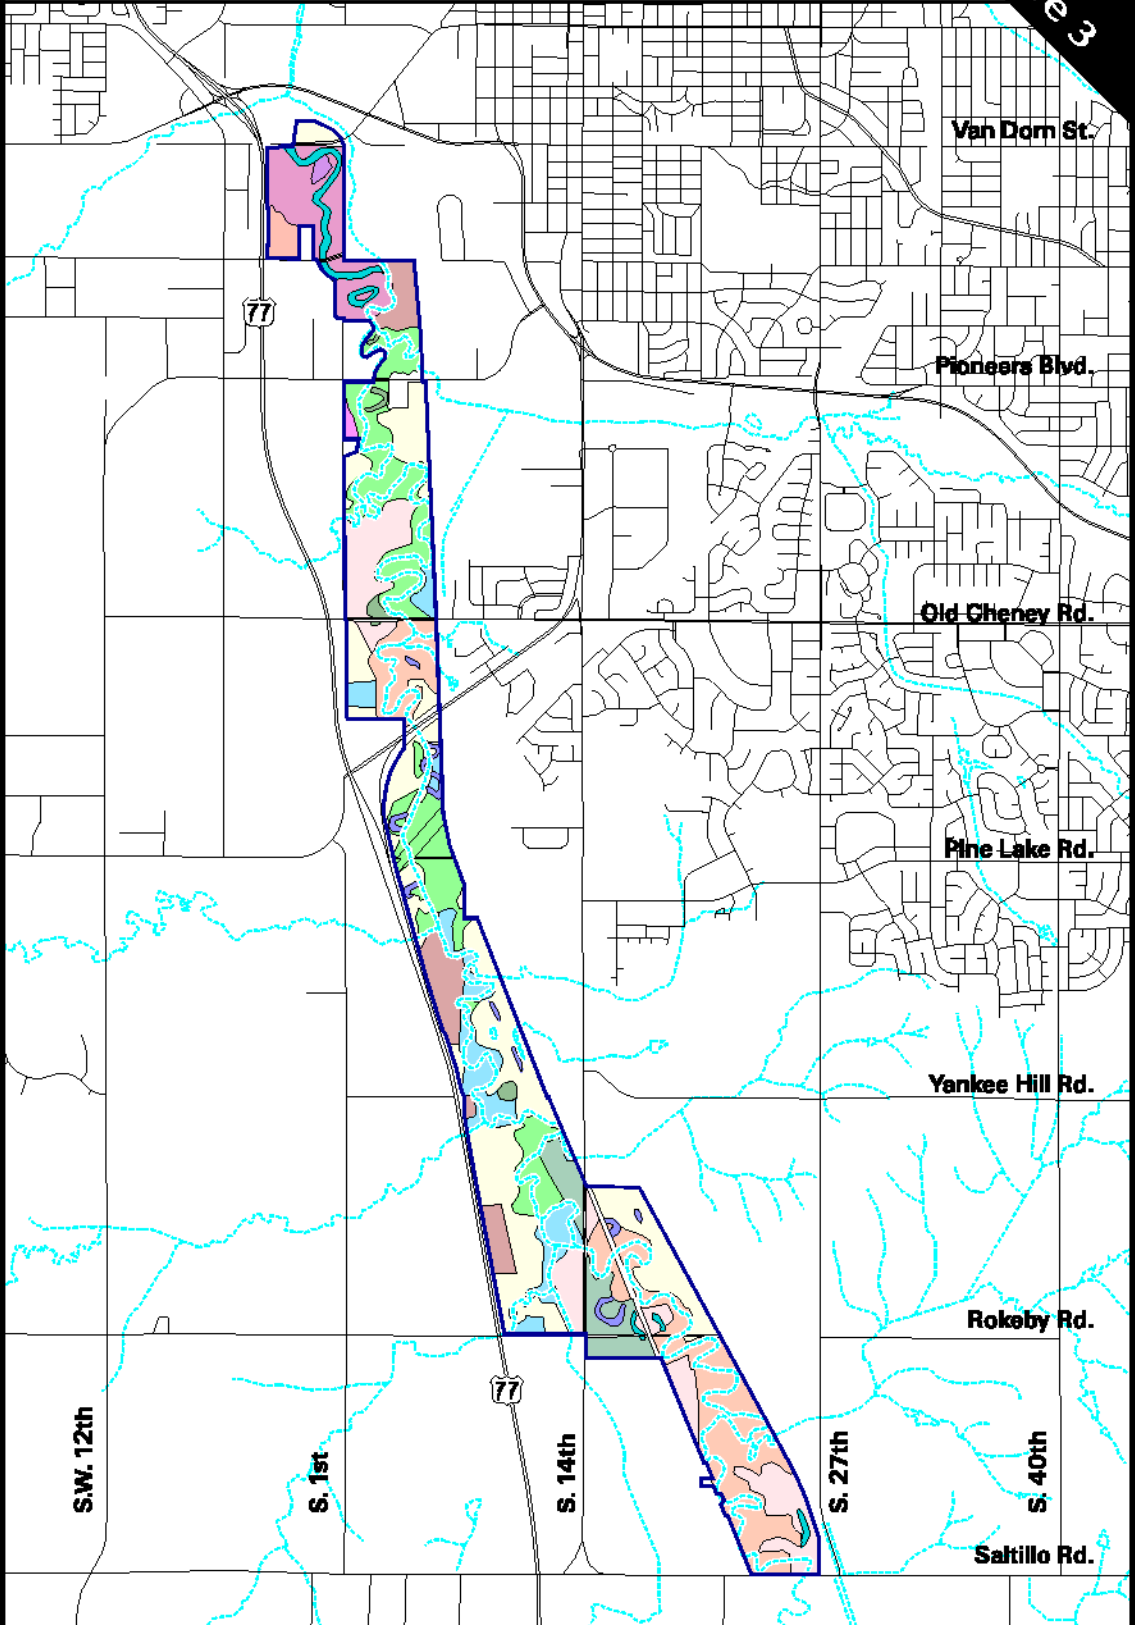 e 3
Van Dorn St.
77
Pioneers Blvd.
Old Cheney Rd.
Pine Lake Rd.
Yankee Hill Rd.
Rokeby Rd.
77
S.W. 12th
S. 1st
S. 14th
S. 27th
S. 40th
Saltillo Rd.